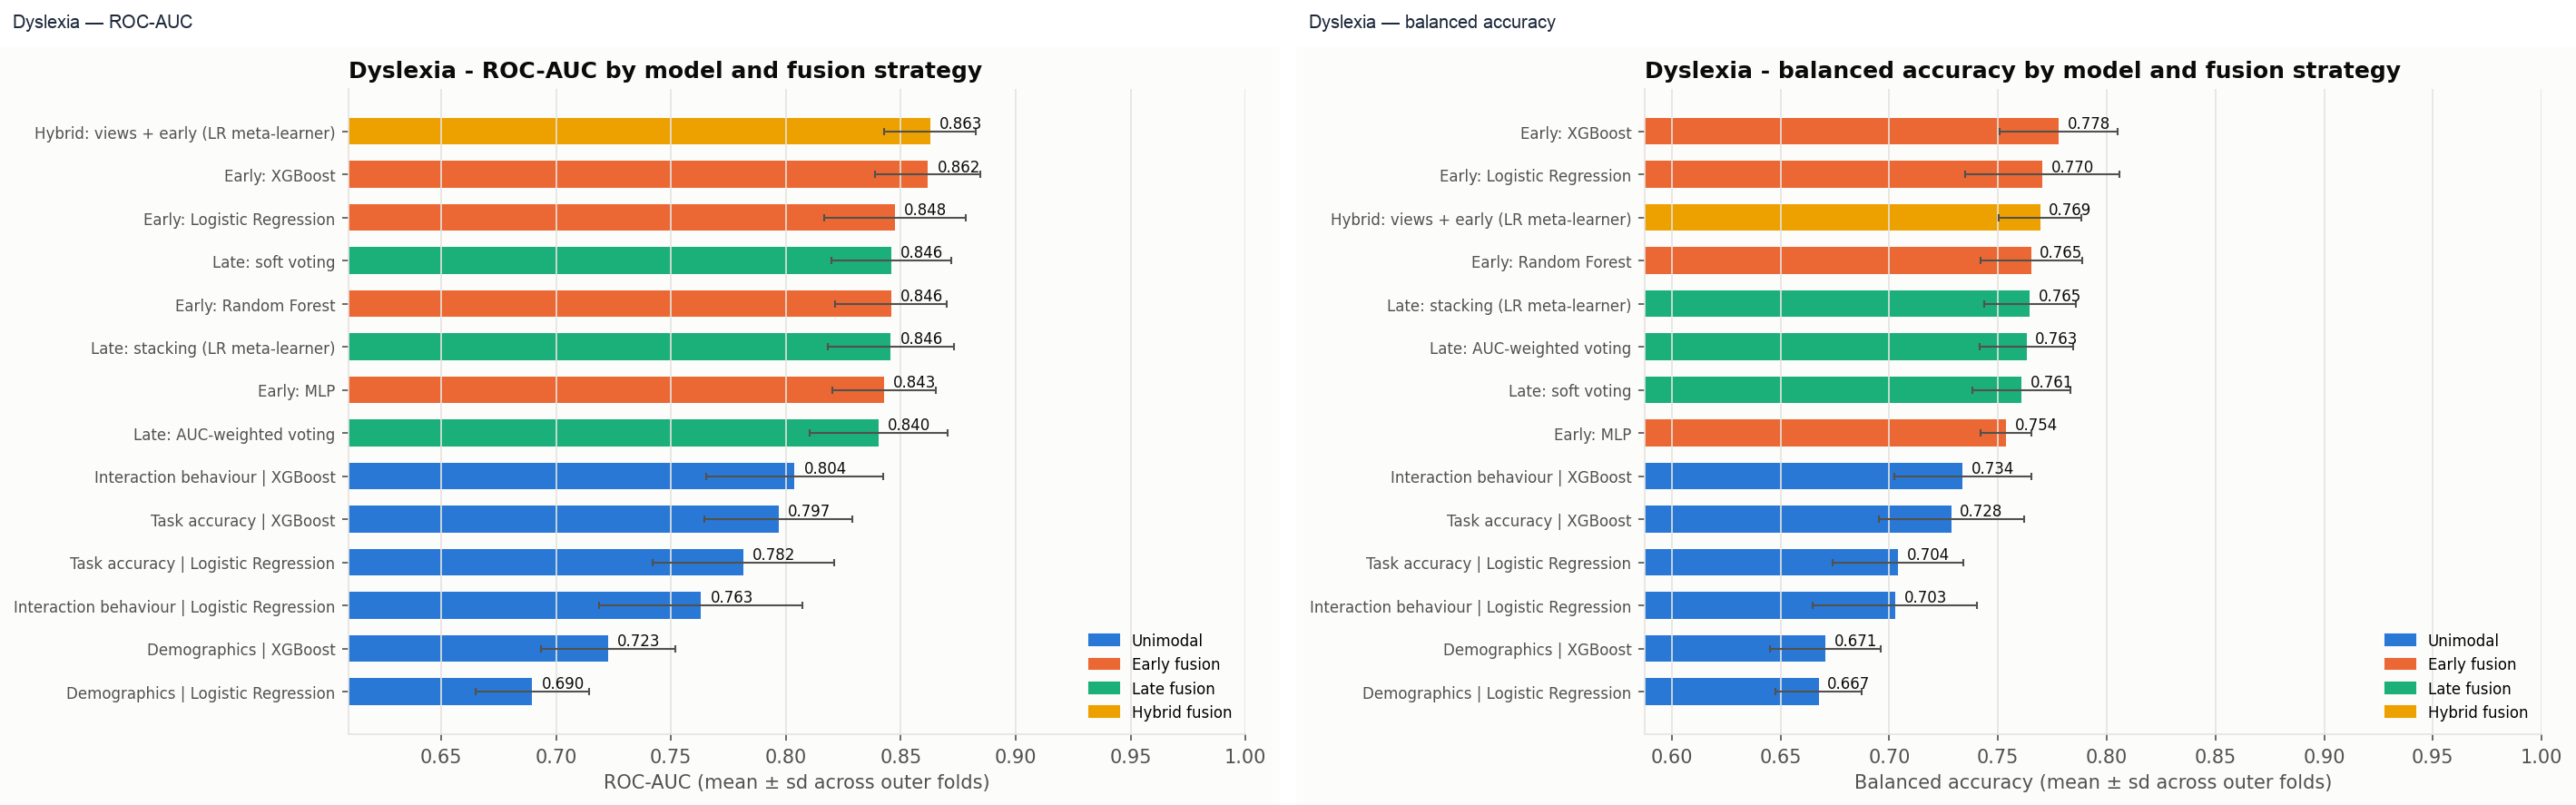 Dyslexia — ROC-AUC
Dyslexia - ROC-AUC by model and fusion strategy
Hybrid: views + early (LR meta-learner)
0.863
Early: XGBoost
0.862
Early: Logistic Regression
0.848
Late: soft voting
0.846
Early: Random Forest
0.846
Late: stacking (LR meta-learner)
0.846
Early: MLP
0.843
Late: AUC-weighted voting
0.840
Interaction behaviour | XGBoost
0.804
Task accuracy | XGBoost
0.797
Task accuracy | Logistic Regression
0.782
Interaction behaviour | Logistic Regression
0.763
Demographics | XGBoost
0.723
Demographics | Logistic Regression
0.690
Unimodal
Early fusion
Late fusion
Hybrid fusion
0.65 0.70 0.75 0.80 0.85 0.90 0.95 1.00
ROC-AUC (mean ± sd across outer folds)
Dyslexia — balanced accuracy
Dyslexia - balanced accuracy by model and fusion strategy
Early: XGBoost
0.778
Early: Logistic Regression
0.770
Hybrid: views + early (LR meta-learner)
0.769
Early: Random Forest
0.765
Late: stacking (LR meta-learner)
0.765
Late: AUC-weighted voting
0.763
Late: soft voting
0.761
Early: MLP
0.754
Interaction behaviour | XGBoost
0.734
Task accuracy | XGBoost
0.728
Task accuracy | Logistic Regression
0.704
Interaction behaviour | Logistic Regression
0.703
Demographics | XGBoost
0.671
Demographics | Logistic Regression
0.667
Unimodal
Early fusion
Late fusion
Hybrid fusion
0.60 0.65 0.70 0.75 0.80 0.85 0.90 0.95 1.00
Balanced accuracy (mean ± sd across outer folds)